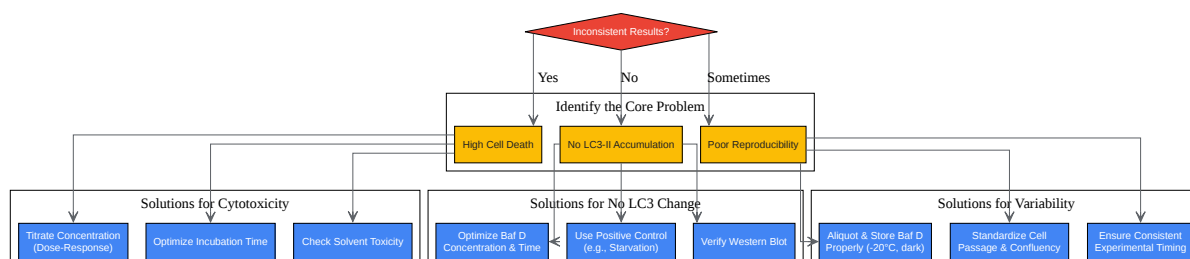 Inconsistent Results?
Yes
No
Sometimes
Identify the Core Problem
High Cell Death
No LC3-II Accumulation
Poor Reproducibility
Solutions for Cytotoxicity
Solutions for No LC3 Change
Solutions for Variability
Titrate Concentration
(Dose-Response)
Optimize Incubation Time
Check Solvent Toxicity
Optimize Baf D
Concentration & Time
Use Positive Control
(e.g., Starvation)
Verify Western Blot
Aliquot & Store Baf D
Properly (-20°C, dark)
Standardize Cell
Passage & Confluency
Ensure Consistent
Experimental Timing